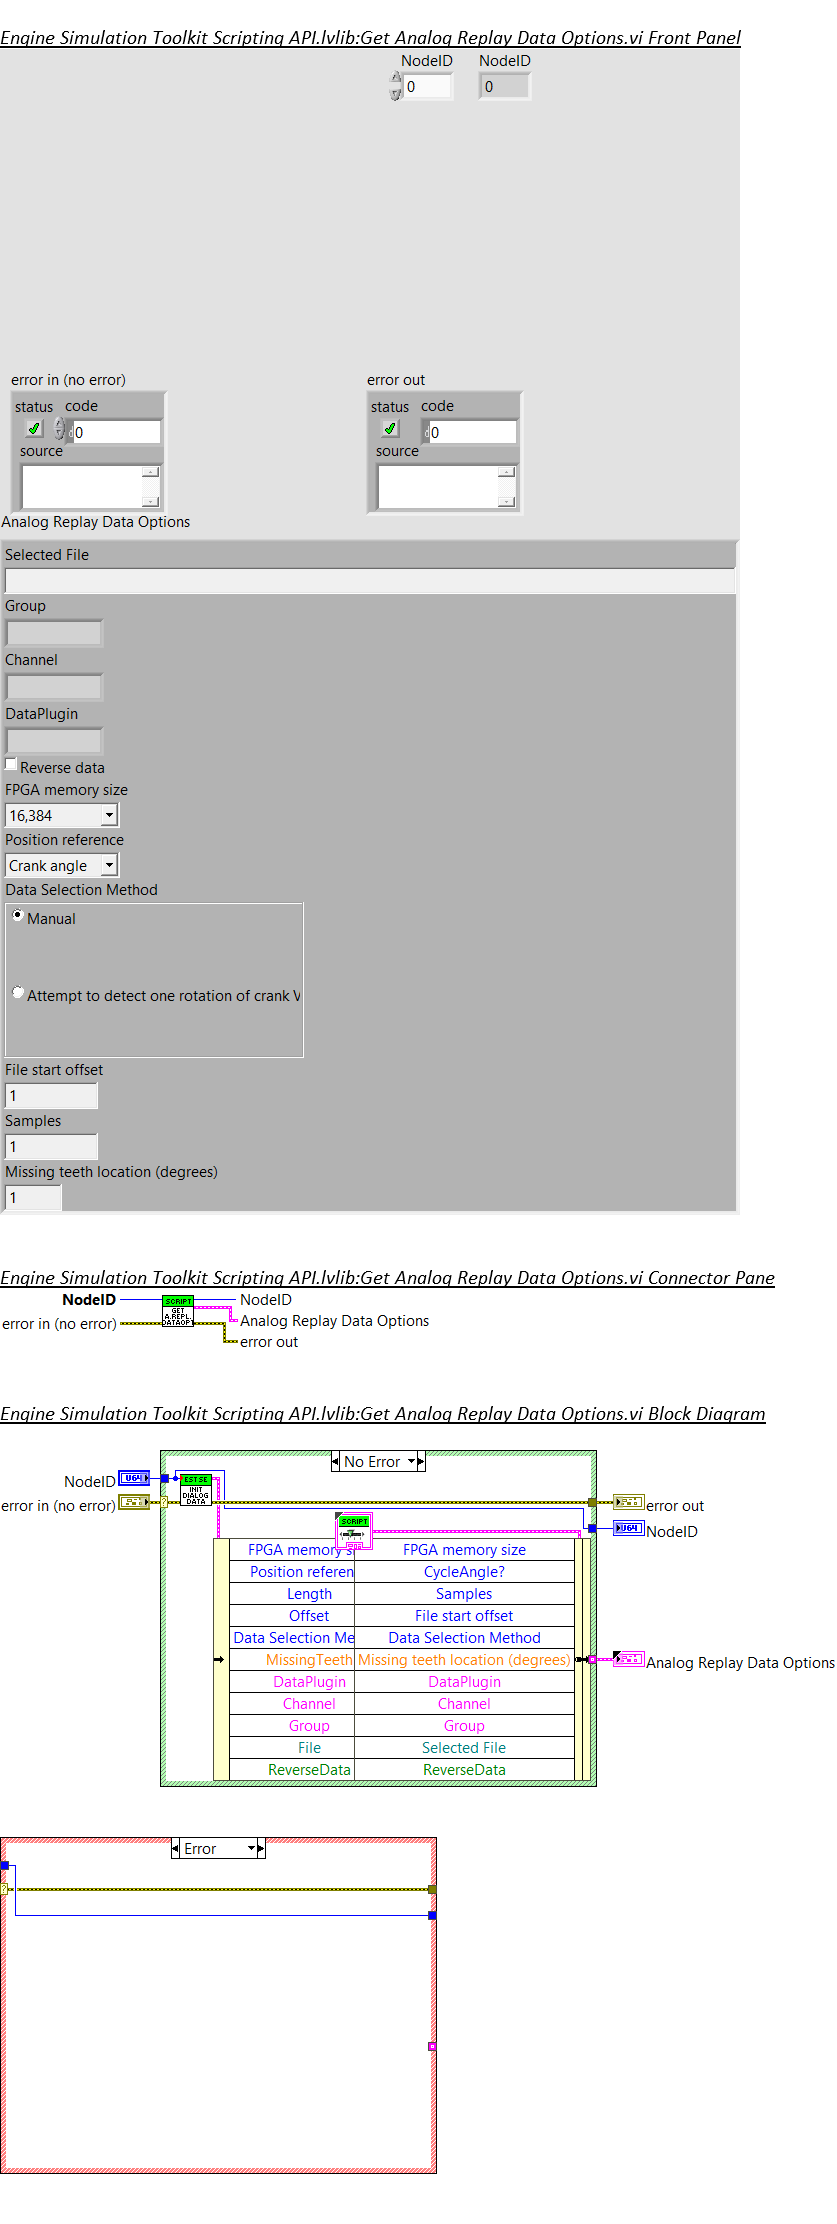 Engine Simulation Toolkit Scripting API.lvlib:Get Analog Replay Data Options.vi Front Panel
NodeID NodeID
0 0
error in (no error) error out
status code status code
0 0
source source
Analog Replay Data Options
Selected File
Group
Channel
DataPlugin
Reverse data
FPGA memory size
16,384
Position reference
Crank angle
Data Selection Method
Manual
Attempt to detect one rotation of crank
File start offset
1
Samples
1
Missing teeth location (degrees)
1
Engine Simulation Toolkit Scripting API.lvlib:Get Analog Replay Data Options.vi Connector Pane
NodeID SCRIPT NodeID
GET
A.REPL. Analog Replay Data Options
error in (no error) DATAOPT
error out
Engine Simulation Toolkit Scripting API.lvlib:Get Analog Replay Data Options.vi Block Diagram
No Error
NodeID U64 ESTSE
INIT
DIALOG
DATA
error in (no error) ? error out
SCRIPT U64 NodeID
FPGA memory si FPGA memory size
Position referen CycleAngle?
Length Samples
Offset File start offset
Data Selection Me Data Selection Method
MissingTeeth Missing teeth location (degrees) Analog Replay Data Options
DataPlugin DataPlugin
Channel Channel
Group Group
File Selected File
ReverseData ReverseData
Error
?